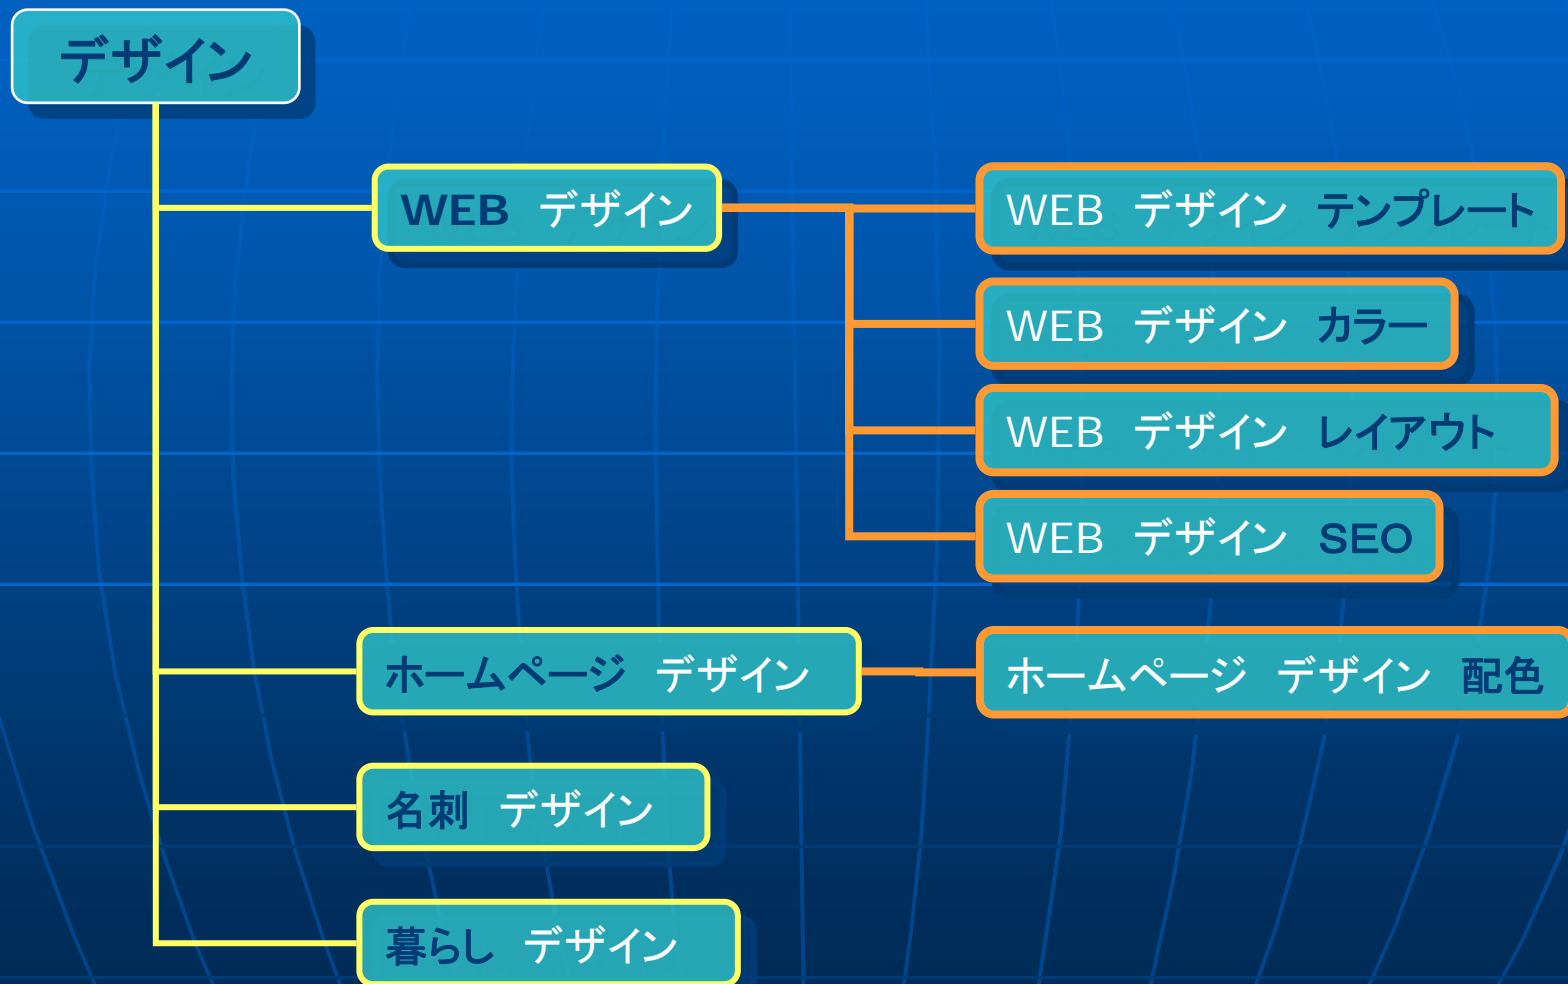 デザイン
WEB デザイン
WEB デザイン テンプレート
WEB デザイン カラー
WEB デザイン レイアウト
WEB デザイン SEO
ホームページ デザイン
ホームページ デザイン 配色
名刺 デザイン
暮らし デザイン